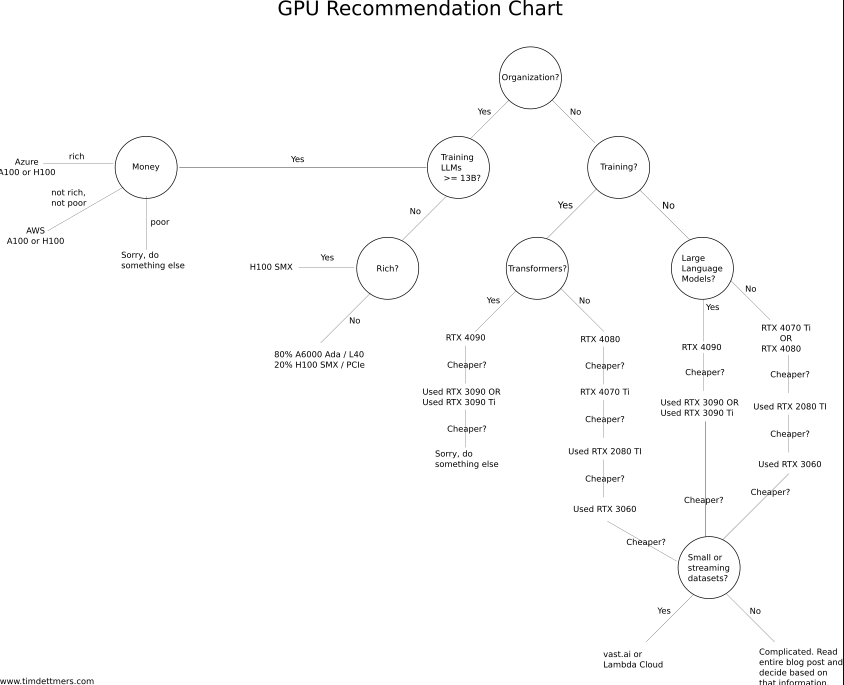 GPU Recommendation Chart
Organization?
Yes
No
Money
Training
LLMs
>= 13B?
Training?
rich
Azure
A100 or H100
not rich,
not poor
AWS
A100 or H100
poor
Sorry, do
something else
Yes
No
Yes
No
Rich?
Yes
H100 SMX
No
80% A6000 Ada / L40
20% H100 SMX / PCIe
Transformers?
Yes
No
RTX 4090
Cheaper?
Used RTX 3090 OR
Used RTX 3090 Ti
Cheaper?
Sorry, do
something else
RTX 4080
Cheaper?
RTX 4070 Ti
Cheaper?
Used RTX 2080 TI
Cheaper?
Used RTX 3060
Cheaper?
Large
Language
Models?
Yes
No
RTX 4090
Cheaper?
Used RTX 3090 OR
Used RTX 3090 Ti
Cheaper?
RTX 4070 Ti
OR
RTX 4080
Cheaper?
Used RTX 2080 TI
Cheaper?
Used RTX 3060
Cheaper?
Small or
streaming
datasets?
Yes
No
vast.ai or
Lambda Cloud
Complicated. Read
entire blog post and
decide based on
that information.
www.timdettmers.com